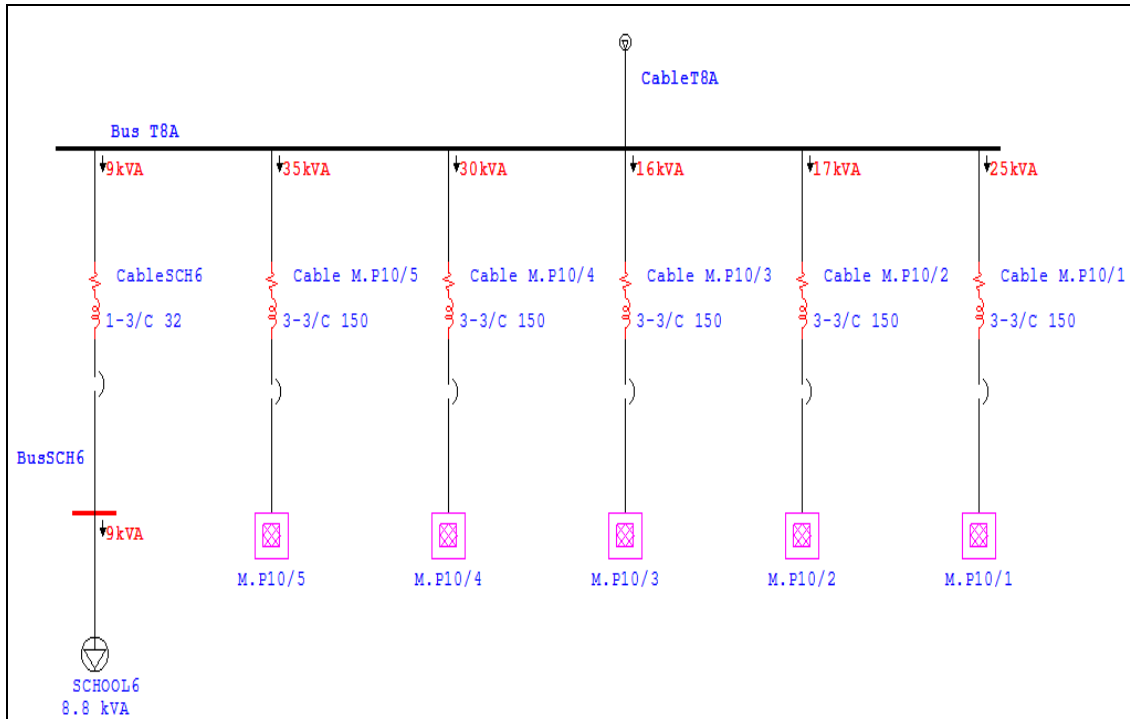 CableT8A
Bus T8A
9kVA
35kVA
30kVA
16kVA
17kVA
25kVA
CableSCH6
Cable M.P10/5
Cable M.P10/4
Cable M.P10/3
Cable M.P10/2
Cable M.P10/1
1-3/C 32
3-3/C 150
3-3/C 150
3-3/C 150
3-3/C 150
3-3/C 150
BusSCH6
9kVA
M.P10/5
M.P10/4
M.P10/3
M.P10/2
M.P10/1
SCHOOL6
8.8 kVA